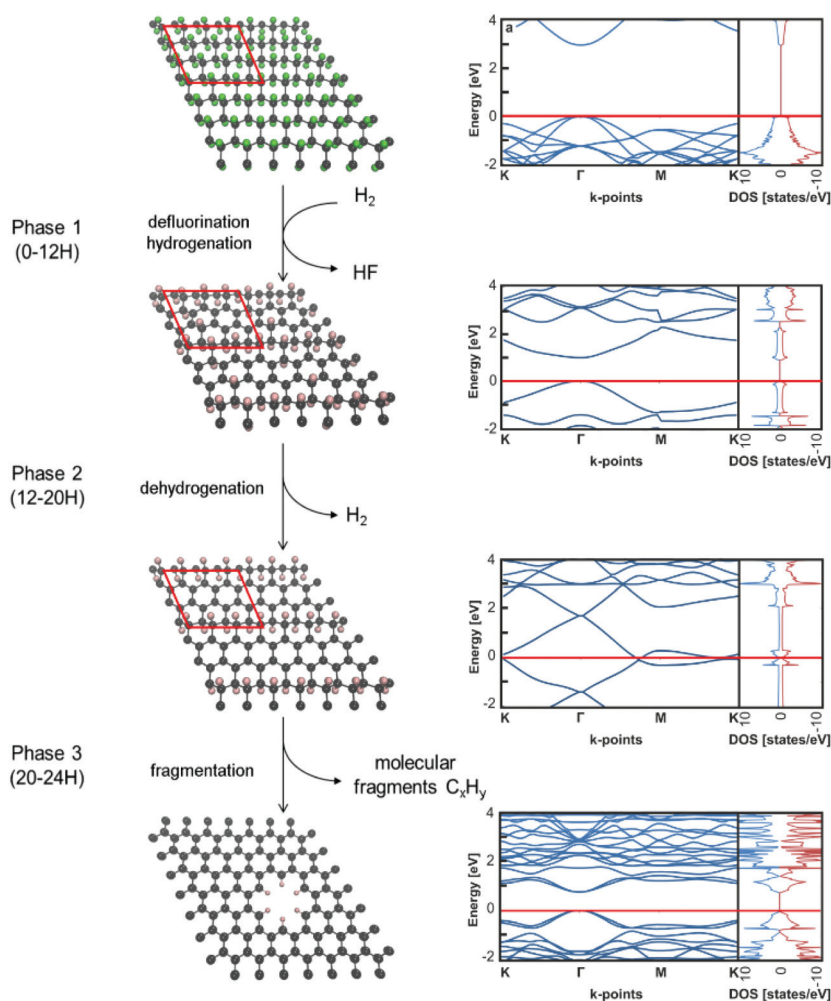 a
4
4
2
0
-2
Energy [eV]
K
Γ
M
K
10
0
-10
k-points
DOS [states/eV]
Phase 1
(0-12H)
defluorination
hydrogenation
H₂
HF
4
2
0
-2
Energy [eV]
K
Γ
M
K
10
0
-10
k-points
DOS [states/eV]
Phase 2
(12-20H)
dehydrogenation
H₂
4
2
0
-2
Energy [eV]
K
Γ
M
K
10
0
-10
k-points
DOS [states/eV]
Phase 3
(20-24H)
fragmentation
molecular
fragments CₓHᵧ
4
2
0
-2
Energy [eV]
K
Γ
M
K
10
0
-10
k-points
DOS [states/eV]